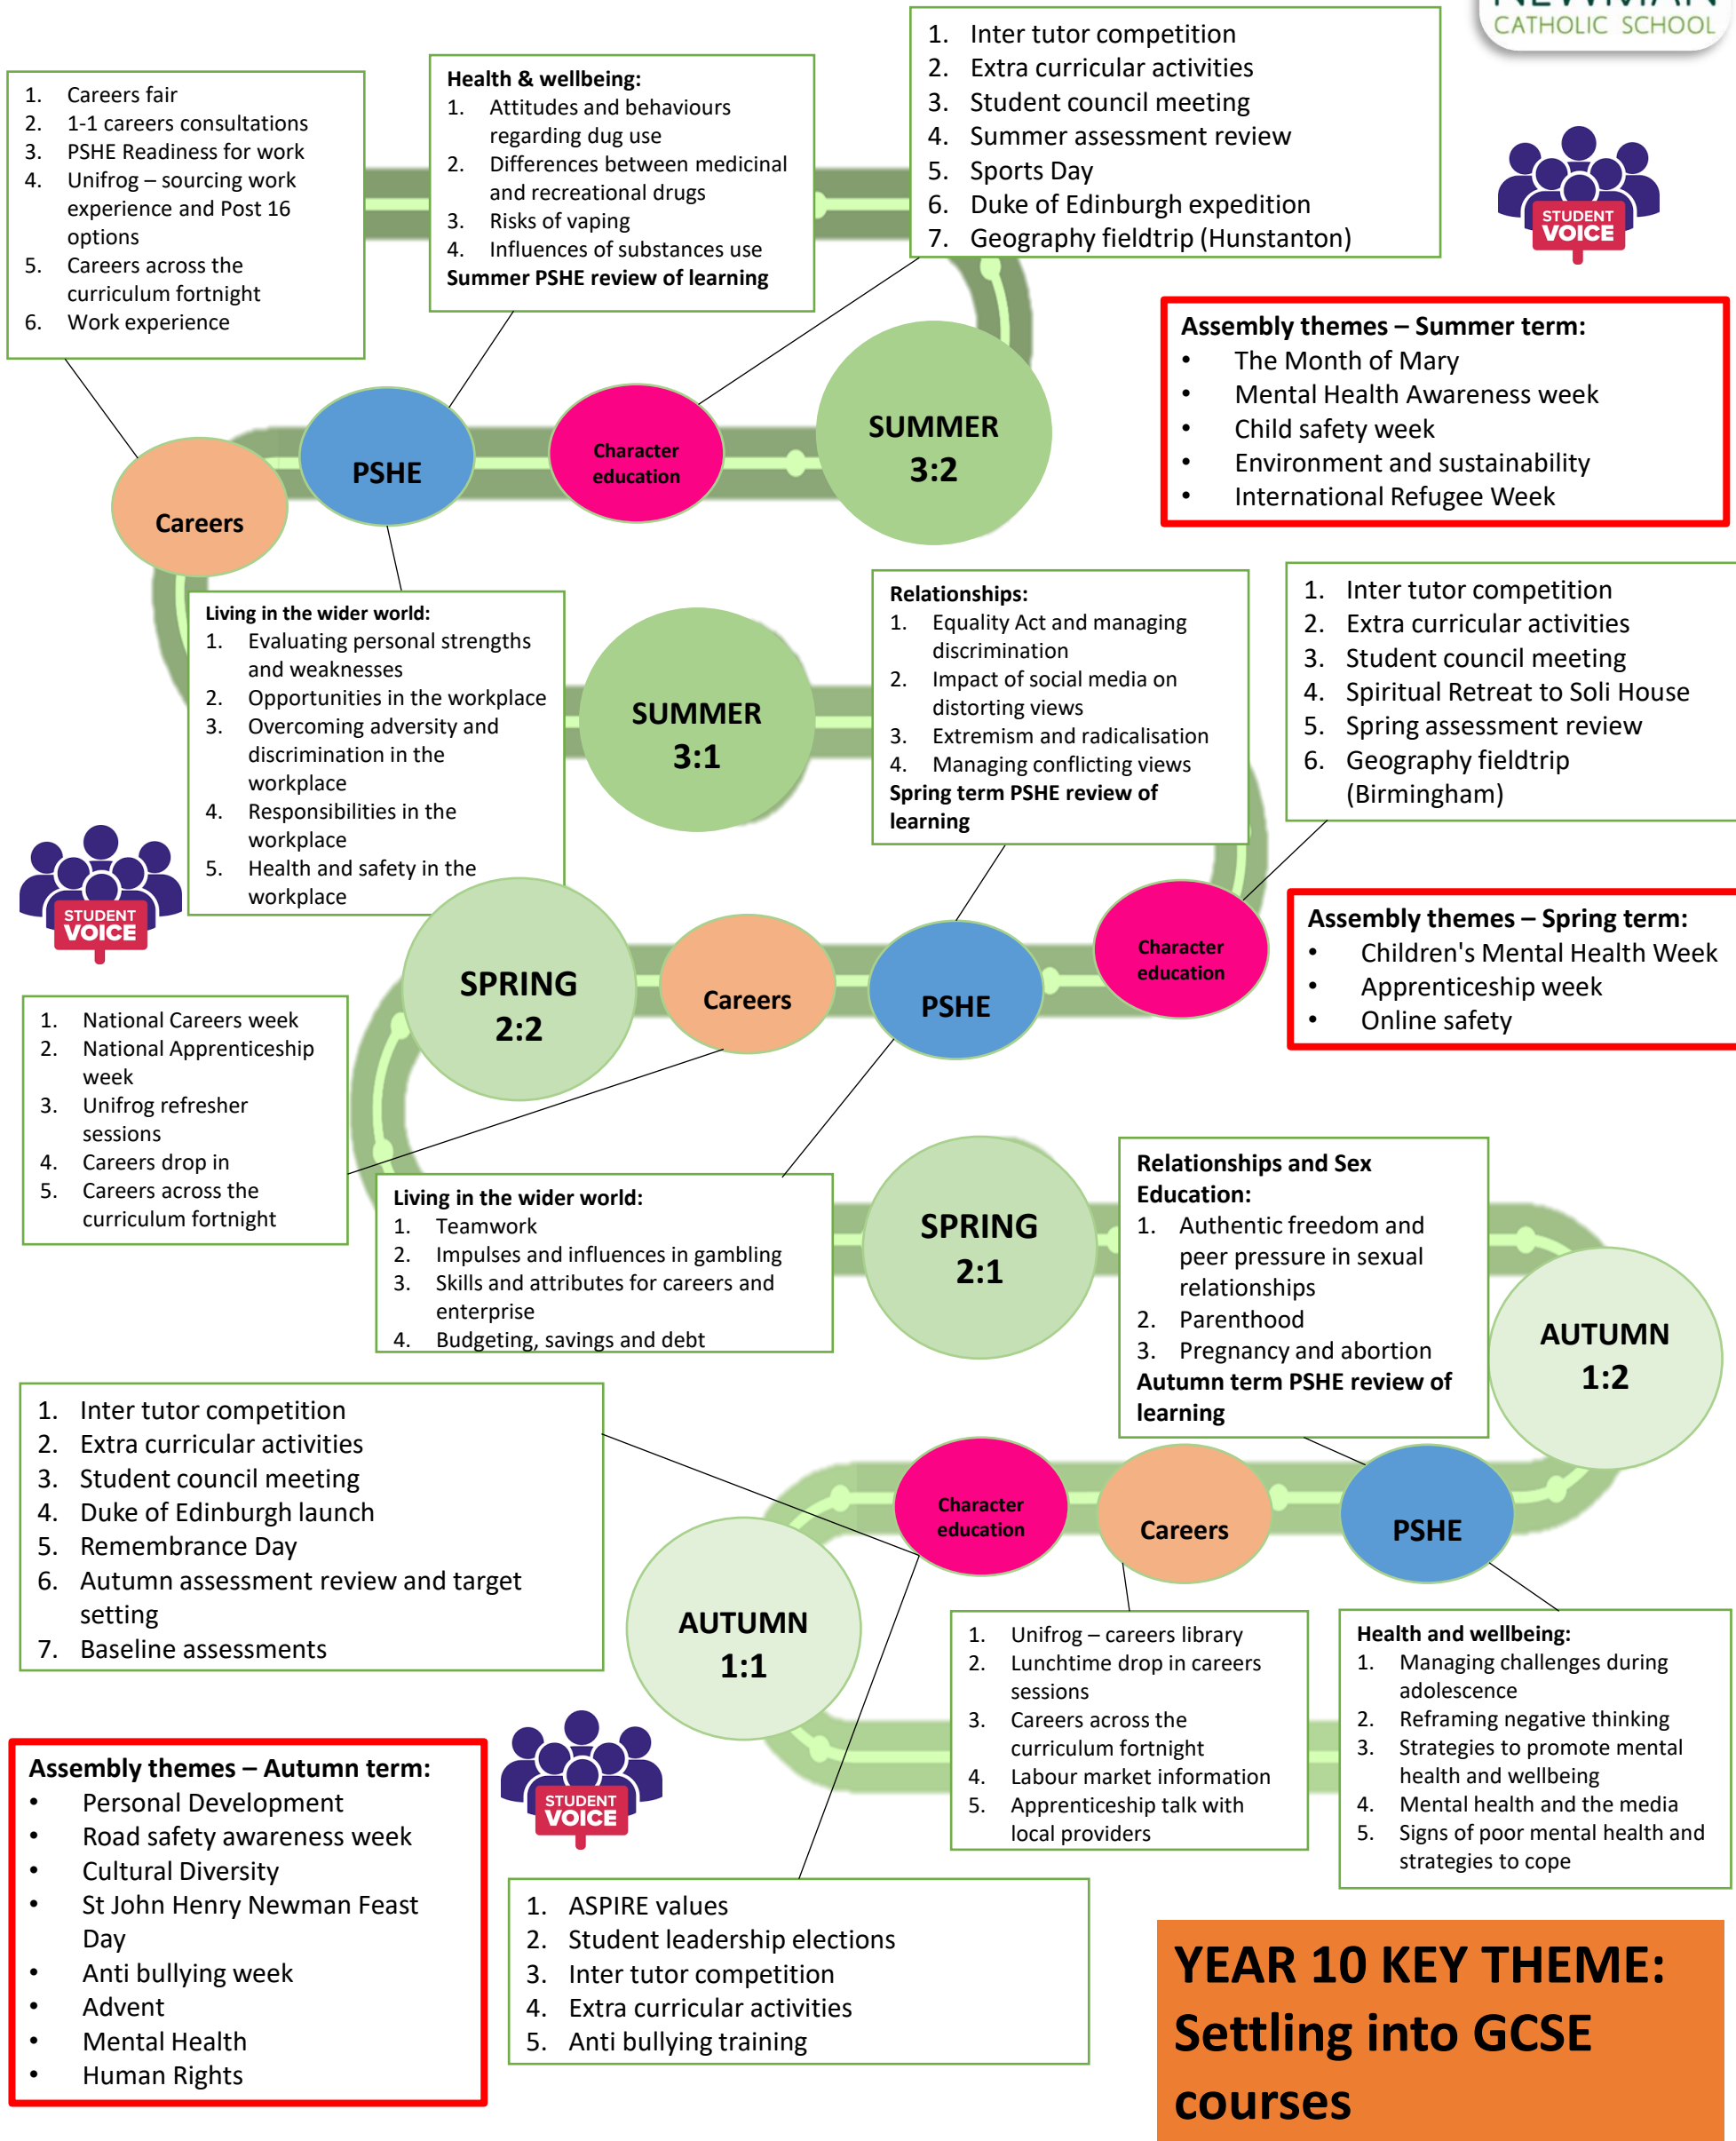 NEWMAN
CATHOLIC SCHOOL
1. Careers fair
2. 1-1 careers consultations
3. PSHE Readiness for work
4. Unifrog – sourcing work
experience and Post 16
options
5. Careers across the
curriculum fortnight
6. Work experience
Health & wellbeing:
1. Attitudes and behaviours
regarding dug use
2. Differences between medicinal
and recreational drugs
3. Risks of vaping
4. Influences of substances use
Summer PSHE review of learning
1. Inter tutor competition
2. Extra curricular activities
3. Student council meeting
4. Summer assessment review
5. Sports Day
6. Duke of Edinburgh expedition
7. Geography fieldtrip (Hunstanton)
STUDENT
VOICE
Assembly themes – Summer term:
• The Month of Mary
• Mental Health Awareness week
• Child safety week
• Environment and sustainability
• International Refugee Week
Careers
PSHE
Character
education
SUMMER
3:2
Living in the wider world:
1. Evaluating personal strengths
and weaknesses
2. Opportunities in the workplace
3. Overcoming adversity and
discrimination in the
workplace
4. Responsibilities in the
workplace
5. Health and safety in the
workplace
SUMMER
3:1
Relationships:
1. Equality Act and managing
discrimination
2. Impact of social media on
distorting views
3. Extremism and radicalisation
4. Managing conflicting views
Spring term PSHE review of
learning
1. Inter tutor competition
2. Extra curricular activities
3. Student council meeting
4. Spiritual Retreat to Soli House
5. Spring assessment review
6. Geography fieldtrip
(Birmingham)
STUDENT
VOICE
SPRING
2:2
Careers
PSHE
Character
education
Assembly themes – Spring term:
• Children's Mental Health Week
• Apprenticeship week
• Online safety
1. National Careers week
2. National Apprenticeship
week
3. Unifrog refresher
sessions
4. Careers drop in
5. Careers across the
curriculum fortnight
Living in the wider world:
1. Teamwork
2. Impulses and influences in gambling
3. Skills and attributes for careers and
enterprise
4. Budgeting, savings and debt
SPRING
2:1
Relationships and Sex
Education:
1. Authentic freedom and
peer pressure in sexual
relationships
2. Parenthood
3. Pregnancy and abortion
Autumn term PSHE review of
learning
AUTUMN
1:2
1. Inter tutor competition
2. Extra curricular activities
3. Student council meeting
4. Duke of Edinburgh launch
5. Remembrance Day
6. Autumn assessment review and target
setting
7. Baseline assessments
Character
education
Careers
PSHE
AUTUMN
1:1
1. Unifrog – careers library
2. Lunchtime drop in careers
sessions
3. Careers across the
curriculum fortnight
4. Labour market information
5. Apprenticeship talk with
local providers
Health and wellbeing:
1. Managing challenges during
adolescence
2. Reframing negative thinking
3. Strategies to promote mental
health and wellbeing
4. Mental health and the media
5. Signs of poor mental health and
strategies to cope
Assembly themes – Autumn term:
• Personal Development
• Road safety awareness week
• Cultural Diversity
• St John Henry Newman Feast
Day
• Anti bullying week
• Advent
• Mental Health
• Human Rights
STUDENT
VOICE
1. ASPIRE values
2. Student leadership elections
3. Inter tutor competition
4. Extra curricular activities
5. Anti bullying training
YEAR 10 KEY THEME:
Settling into GCSE
courses